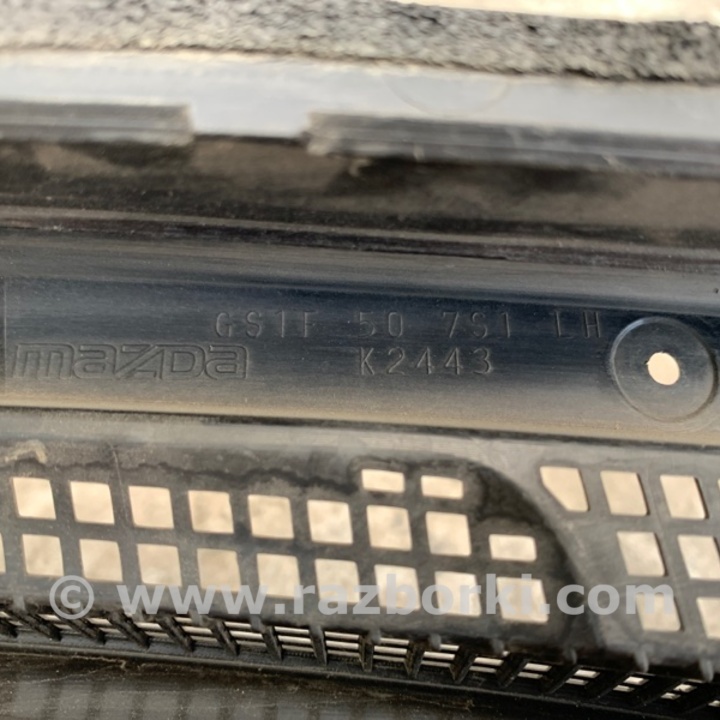 GS1F 50 7S1 LH
mazda K2443
© www.razborki.com